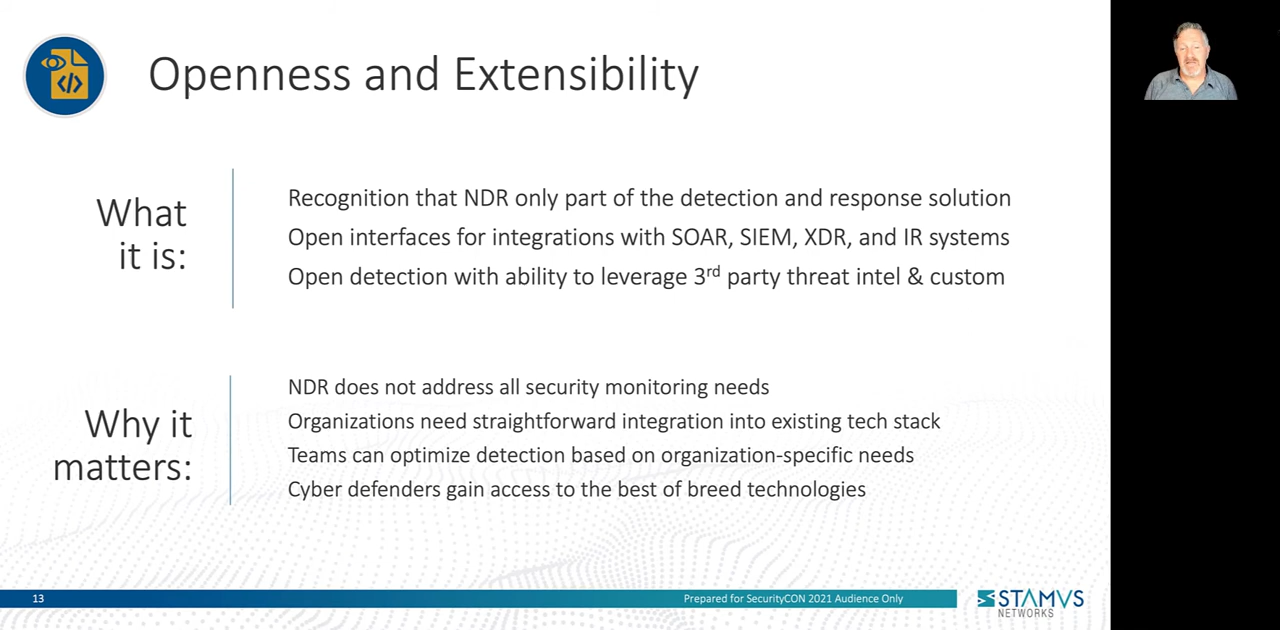 </>
Openness and Extensibility
What
it is:
Recognition that NDR only part of the detection and response solution
Open interfaces for integrations with SOAR, SIEM, XDR, and IR systems
Open detection with ability to leverage 3rd party threat intel & custom
Why it
matters:
NDR does not address all security monitoring needs
Organizations need straightforward integration into existing tech stack
Teams can optimize detection based on organization-specific needs
Cyber defenders gain access to the best of breed technologies
13
Prepared for SecurityCON 2021 Audience Only
STAMVS
NETWORKS